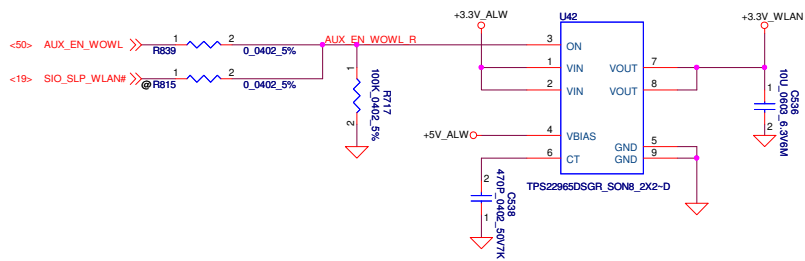 +3.3V_ALW
U42
+3.3V_WLAN
<50> AUX_EN_WOWL
1
2
R839
0_0402_5%
AUX_EN_WOWL_R
3
ON
<19> SIO_SLP_WLAN#
1
2
@R815
0_0402_5%
1
VIN
VOUT
7
2
VIN
VOUT
8
1
R717
100K_0402_5%
2
1
C536
10U_0603_6.3V6M
2
+5V_ALW
4
VBIAS
GND
5
6
CT
GND
9
TPS22965DSGR_SON8_2X2~D
2
C538
470P_0402_50V7K
1